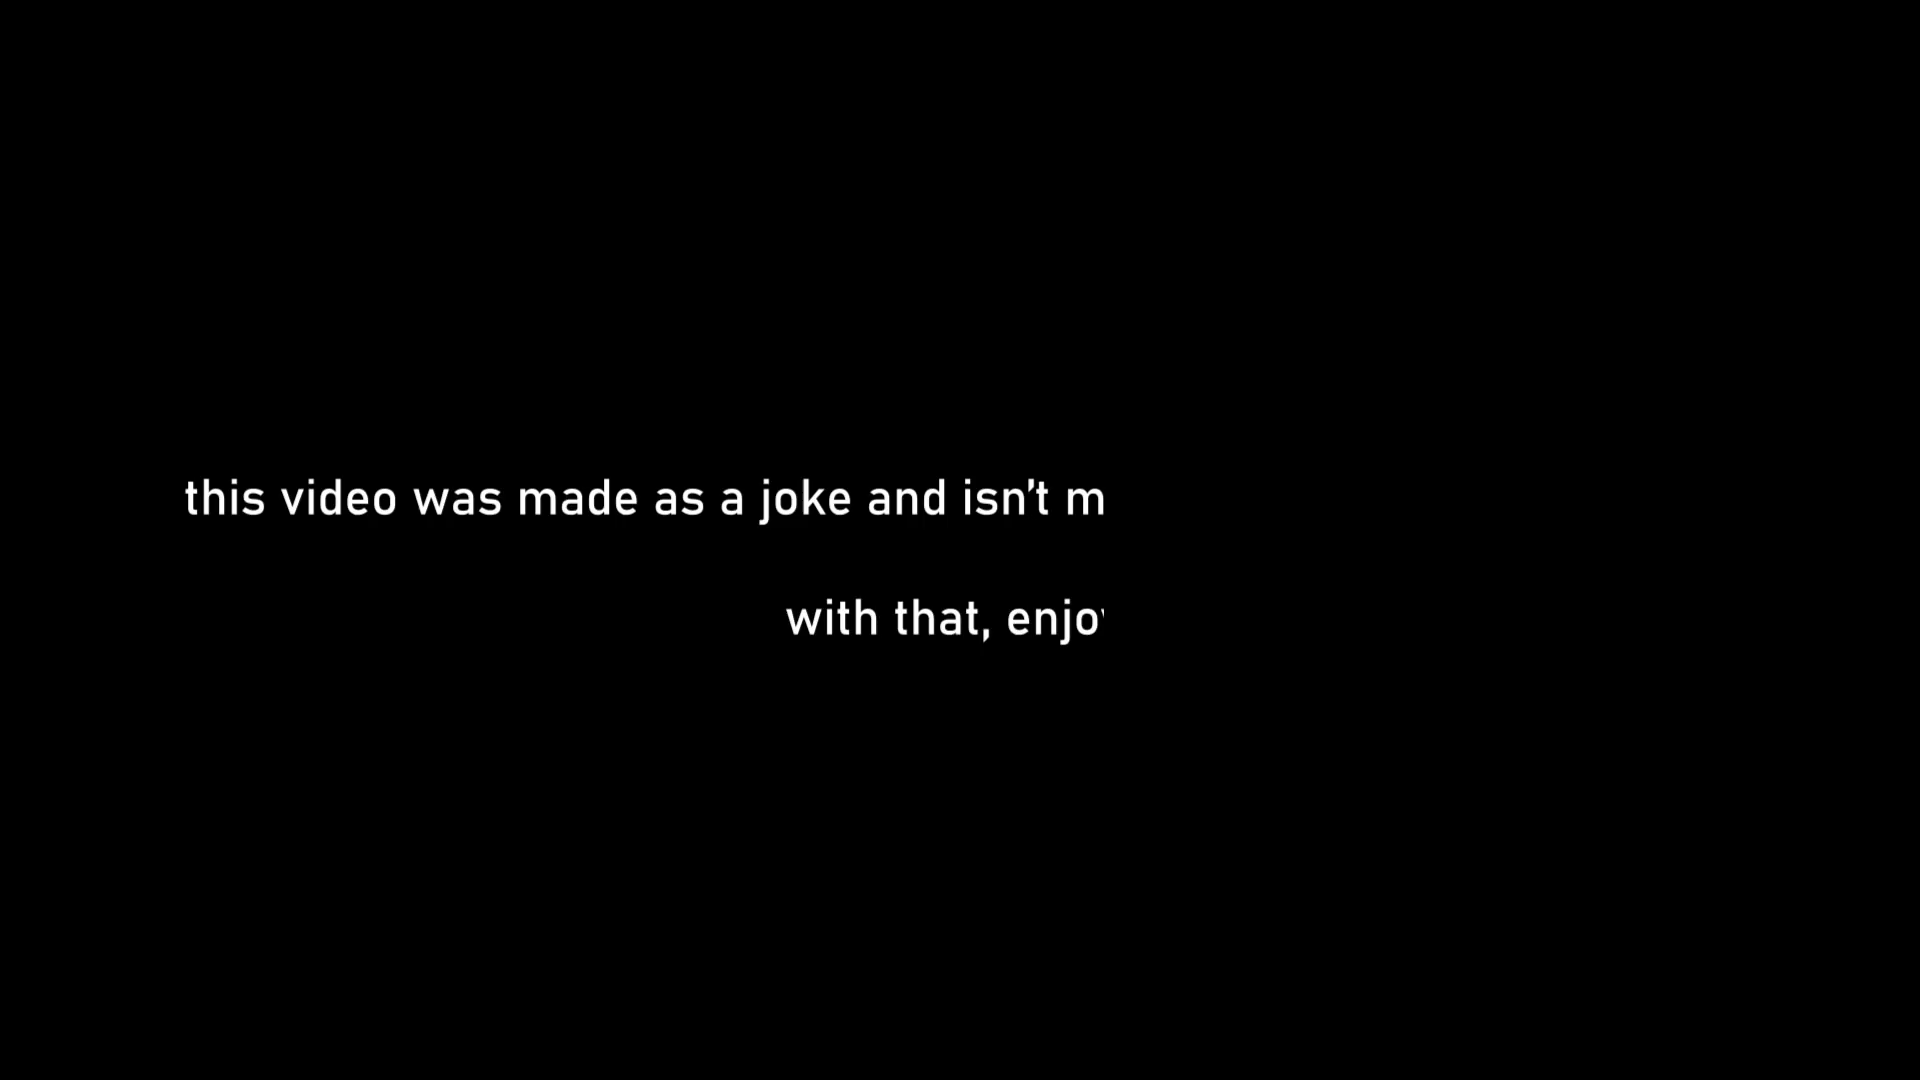 this video was made as a joke and isn't m
with that, enjo